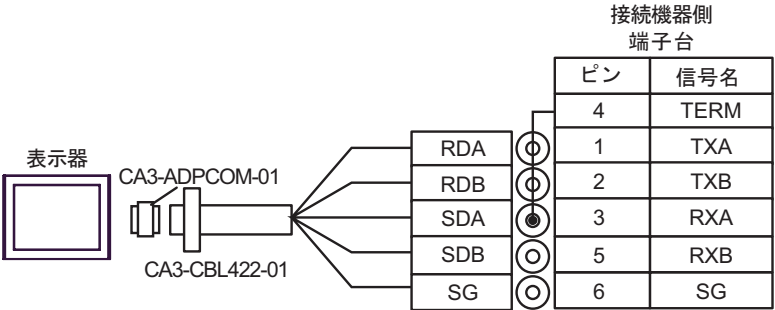 接続機器側
端子台
ピン 信号名
4 TERM
RDA 1 TXA
RDB 2 TXB
SDA 3 RXA
SDB 5 RXB
SG 6 SG
表示器
CA3-ADPCOM-01
CA3-CBL422-01